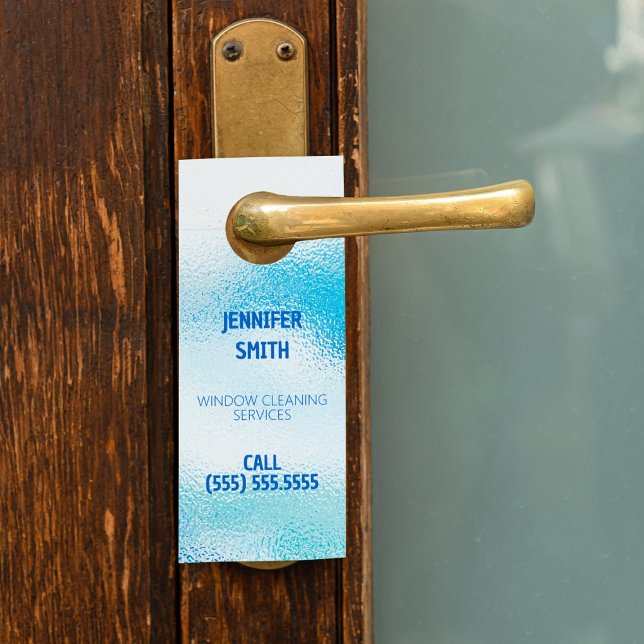 JENNIFER
SMITH
WINDOW CLEANING
SERVICES
CALL
(555) 555.5555